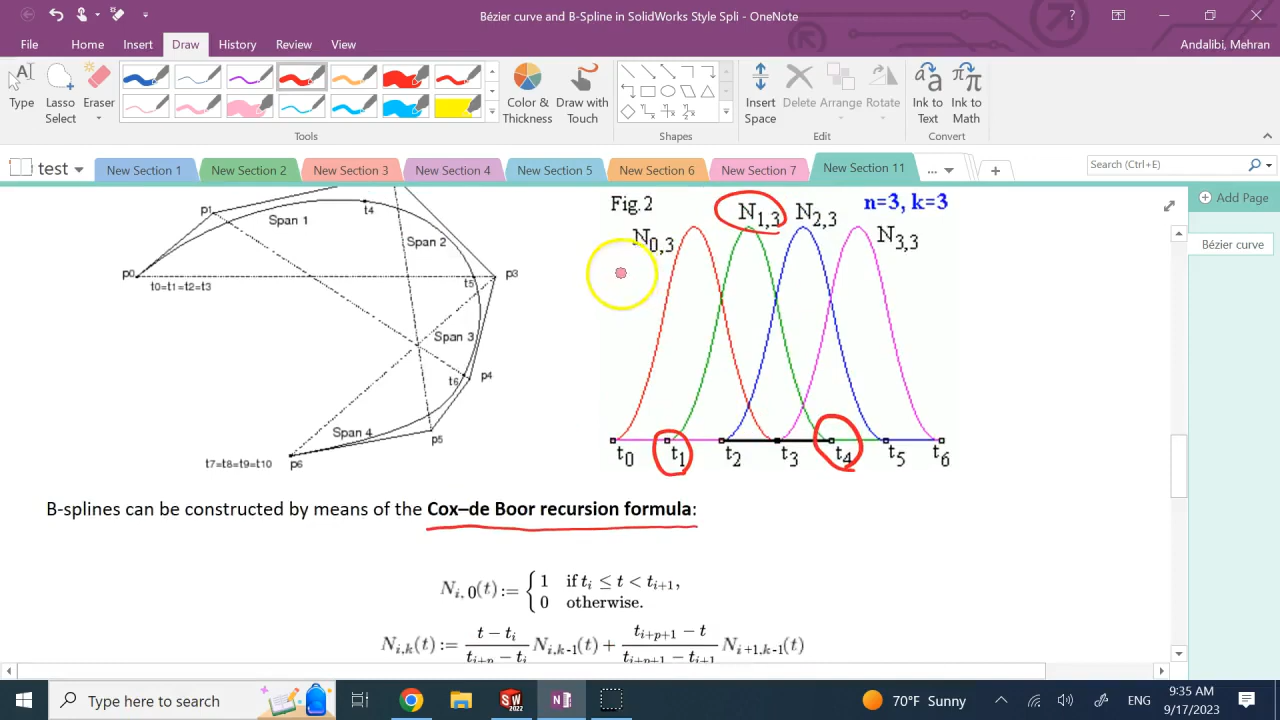 Bézier curve and B-Spline in SolidWorks Style Spli - OneNote
Andalibi, Mehran
File Home Insert Draw History View
Type
Lasso Select
Eraser
Color & Thickness
Draw with Touch
Insert Space
Delete
Arrange
Rotate
Ink to Text
Ink to Math
Tools Shapes Edit Convert
test New Section 1 New Section 2 New Section 3 New Section 4 New Section 5 New Section 6 New Section 7 New Section 11 ... +
Search (Ctrl+E)
Add Page
Bézier curve
p1
Span 1
t4
Span 2
p0
t0=t1=t2=t3
t5
p3
Span 3
t6
p4
Span 4
p5
t7=t8=t9=t10
p6
Fig.2
N0,3
N1,3
N2,3
n=3, k=3
N3,3
t0 t1 t2 t3 t4 t5 t6
B-splines can be constructed by means of the Cox–de Boor recursion formula:
Ni,0(t) := { 1 if ti ≤ t < ti+1,
0 otherwise.
Ni,k(t) := (t − ti)/(ti+p − ti) Ni,k-1(t) + (ti+p+1 − t)/(ti+p+1 − ti+1) Ni+1,k-1(t)
Type here to search
70°F Sunny
ENG
9:35 AM
9/17/2023